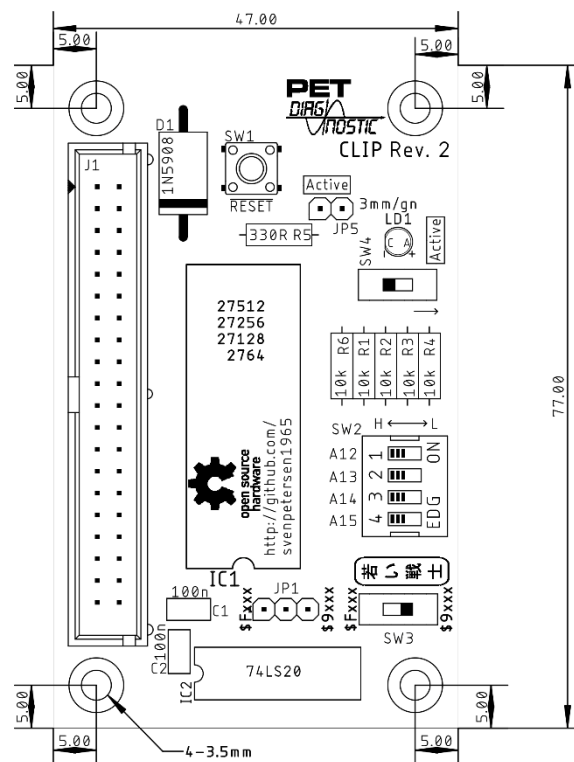 47.00
5.00
5.00
5.00
5.00
PET
DIAG
NOSTIC
CLIP Rev. 2
D1
1N5908
SW1
RESET
J1
Active
JP5
3mm/gn
LD1
C A
- +
Active
330R R5
SW4
27512
27256
27128
2764
10k R6
10k R1
10k R2
10k R3
10k R4
77.00
SW2
H L
A12
A13
A14
A15
1
2
3
4
ON
EDG
open source
hardware
http://github.com/
svenpetersen1965
IC1
若い戦士
100n
C1
JP1
$Fxxx
$9xxx
$Fxxx
$9xxx
SW3
100n
C2
IC2
74LS20
5.00
5.00
5.00
5.00
4-3.5mm